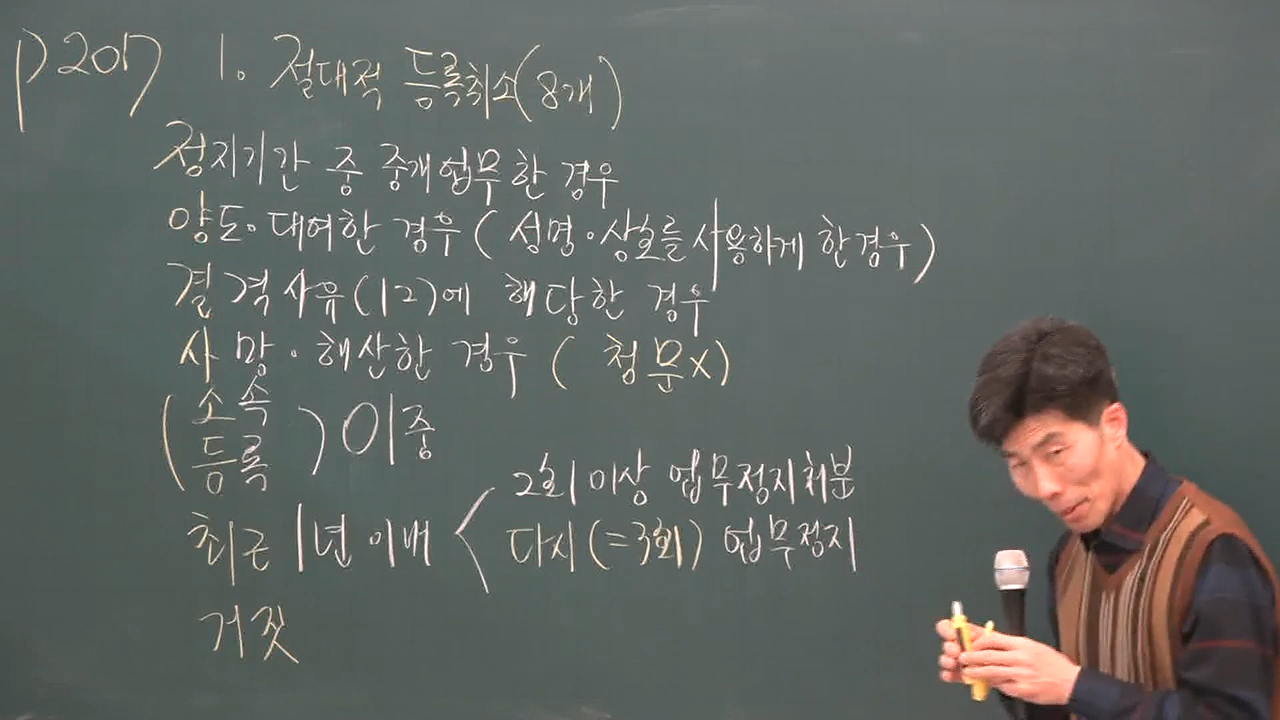 p207 1. 절대적 등록취소(8개)
정지기간 중 중개업무한 경우
양도·대여한 경우(성명·상호를 사용하게 한경우)
결격사유(12)에 해당한 경우
사망·해산한 경우 (청문X)
(소속
등록) 이중
최근 1년 이내 < 2회 이상 업무정지처분
다시(=3회) 업무정지
거짓